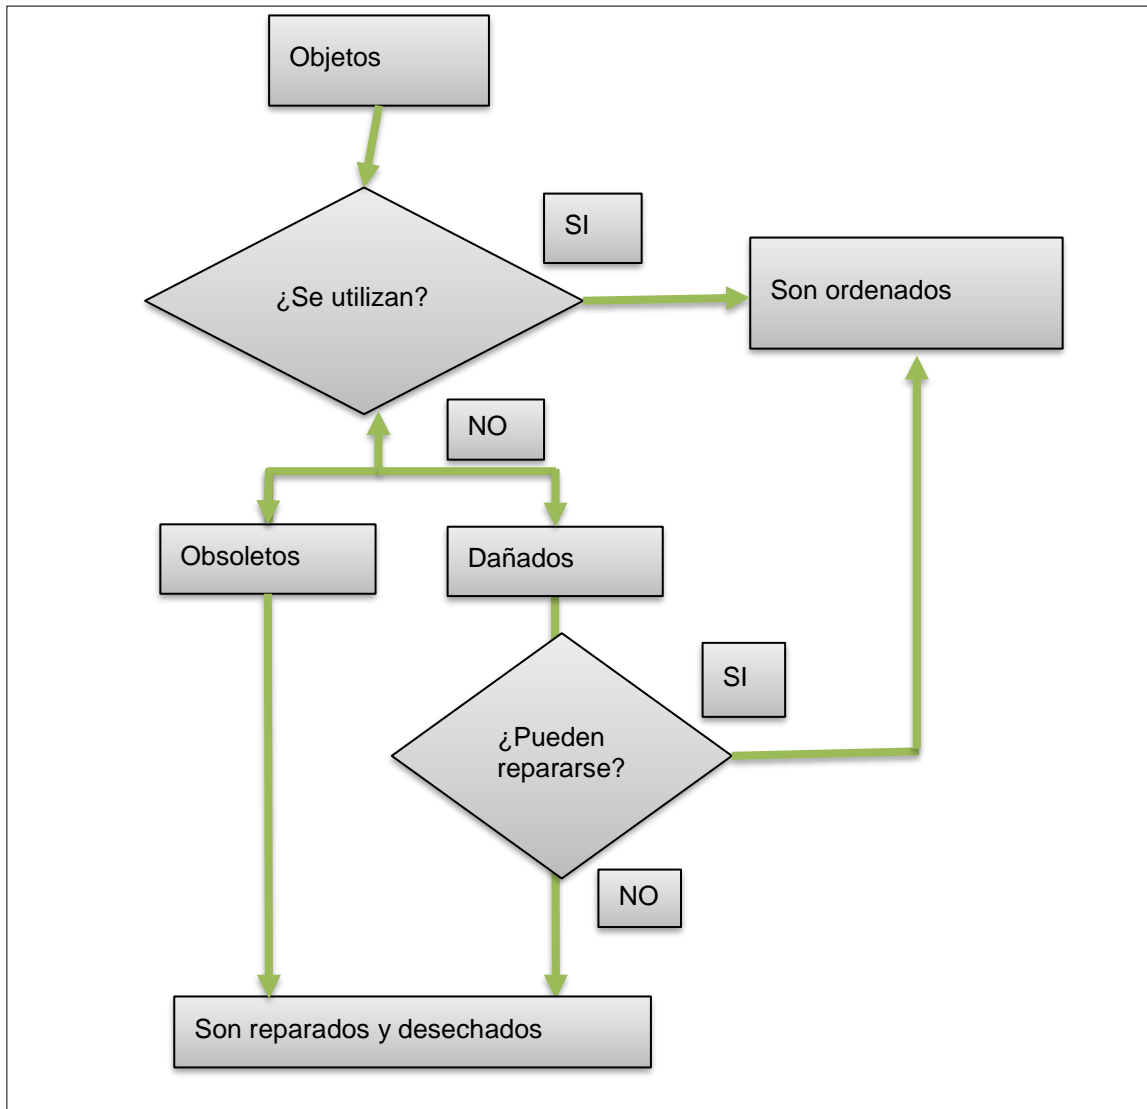 Objetos
SI
¿Se utilizan?
Son ordenados
NO
Obsoletos
Dañados
SI
¿Pueden
repararse?
NO
Son reparados y desechados